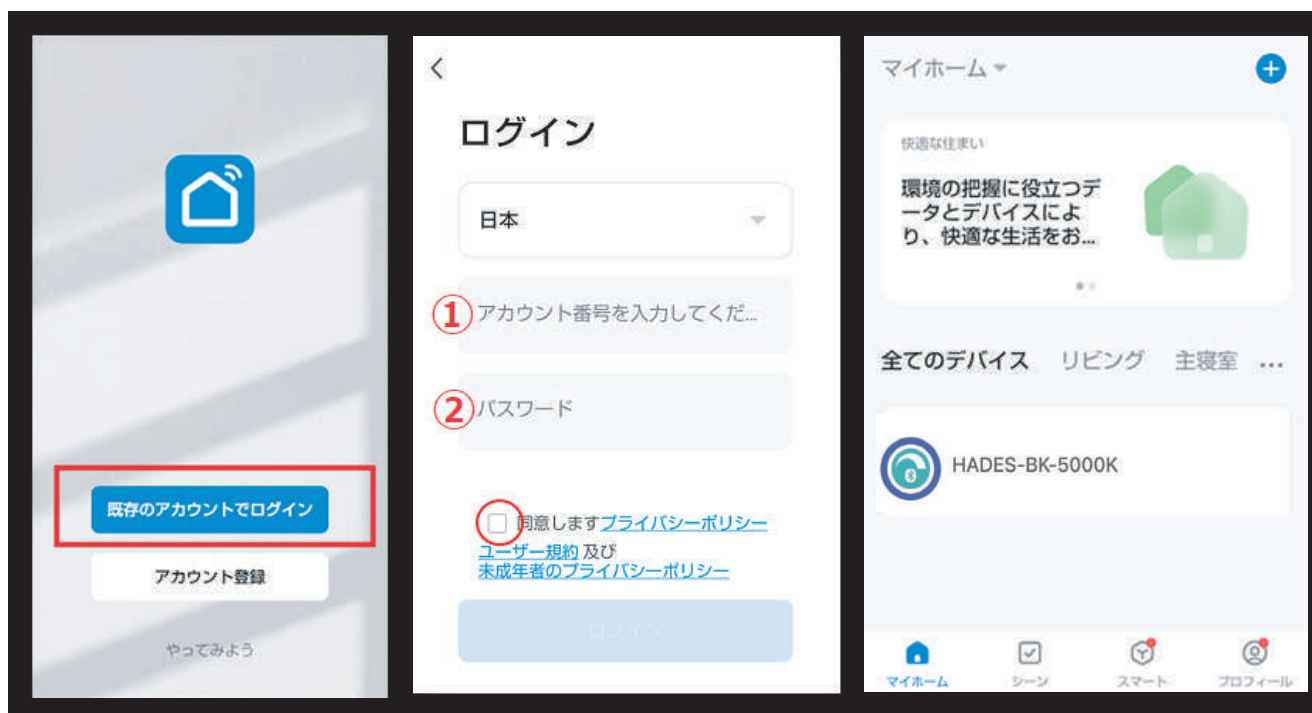 既存のアカウントでログイン
アカウント登録
やってみよう
ログイン
日本
① アカウント番号を入力してくだ...
② パスワード
同意しますプライバシーポリシー
ユーザー規約 及び
未成年者のプライバシーポリシー
ログイン
マイホーム
快適な住まい
環境の把握に役立つデ
ータとデバイスによ
り、快適な生活をお...
全てのデバイス リビング 主寝室 ...
HADES-BK-5000K
マイホーム シーン スマート プロフィール